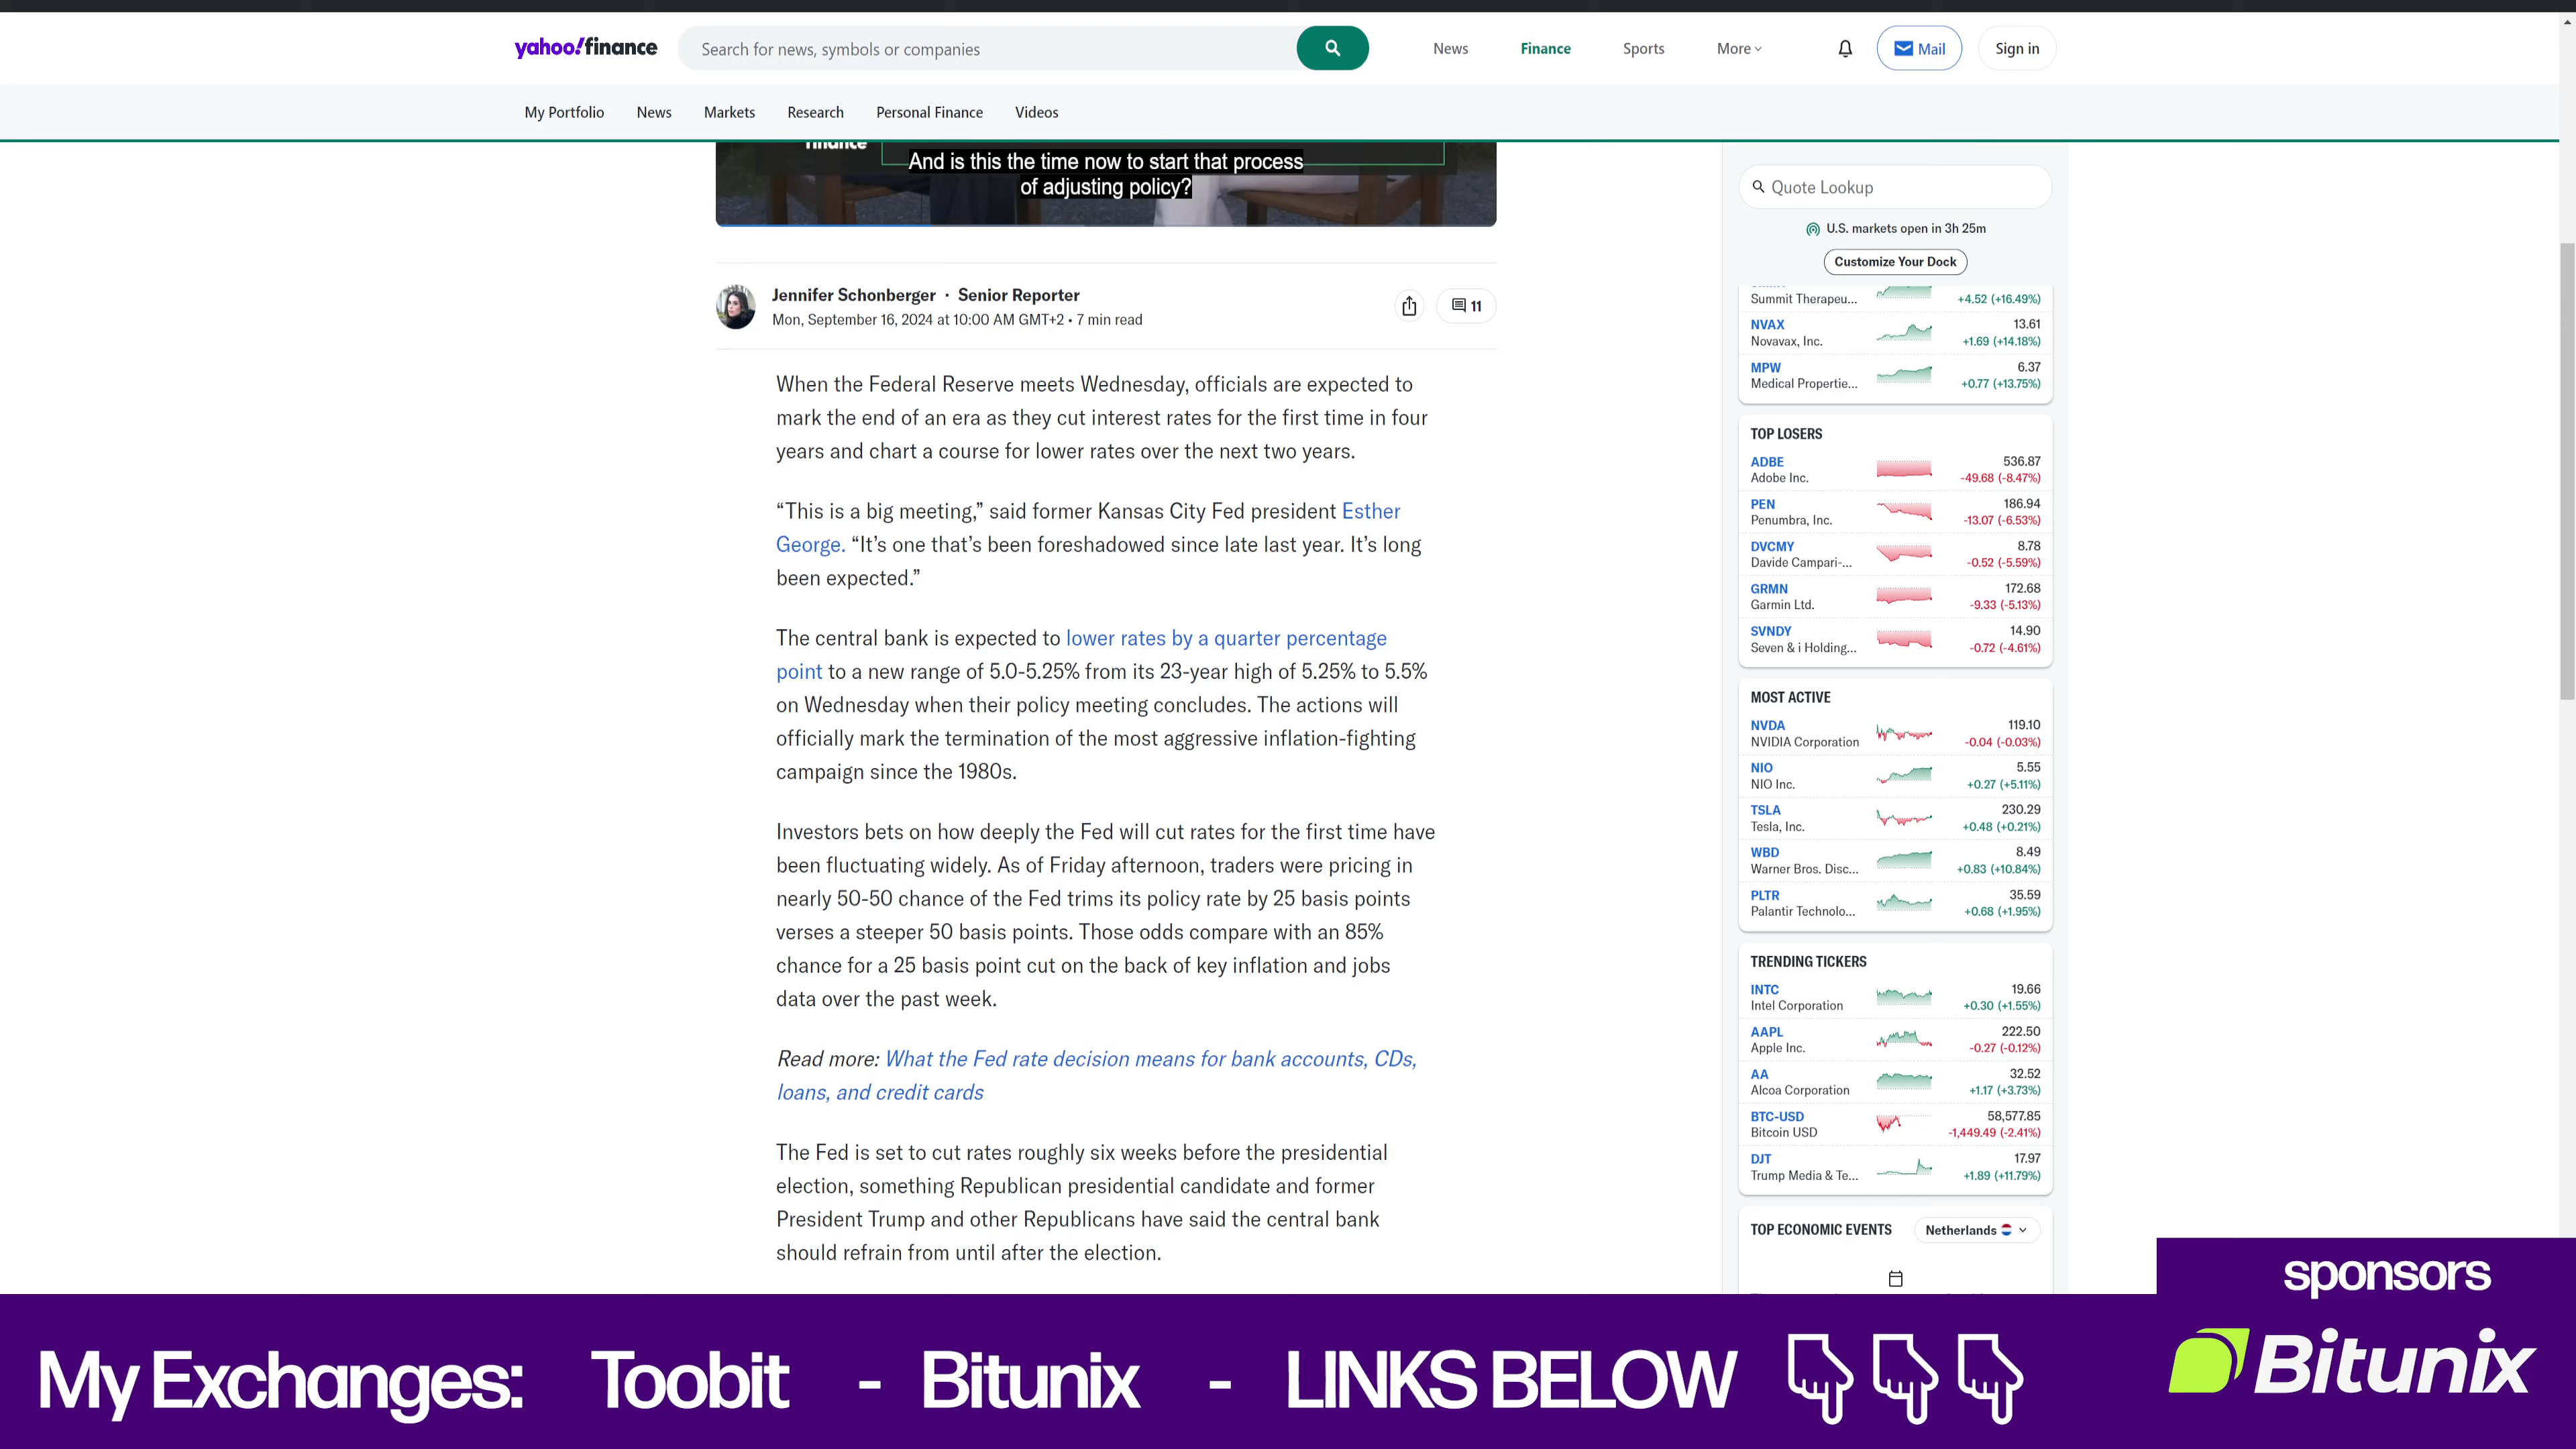 yahoo!finance
Search for news, symbols or companies
News
Finance
Sports
More
Mail
Sign in
My Portfolio
News
Markets
Research
Personal Finance
Videos
finance
And is this the time now to start that process
of adjusting policy?
Jennifer Schonberger · Senior Reporter
Mon, September 16, 2024 at 10:00 AM GMT+2 • 7 min read
11
When the Federal Reserve meets Wednesday, officials are expected to
mark the end of an era as they cut interest rates for the first time in four
years and chart a course for lower rates over the next two years.
“This is a big meeting,” said former Kansas City Fed president Esther
George. “It’s one that’s been foreshadowed since late last year. It’s long
been expected.”
The central bank is expected to lower rates by a quarter percentage
point to a new range of 5.0-5.25% from its 23-year high of 5.25% to 5.5%
on Wednesday when their policy meeting concludes. The actions will
officially mark the termination of the most aggressive inflation-fighting
campaign since the 1980s.
Investors bets on how deeply the Fed will cut rates for the first time have
been fluctuating widely. As of Friday afternoon, traders were pricing in
nearly 50-50 chance of the Fed trims its policy rate by 25 basis points
verses a steeper 50 basis points. Those odds compare with an 85%
chance for a 25 basis point cut on the back of key inflation and jobs
data over the past week.
Read more: What the Fed rate decision means for bank accounts, CDs,
loans, and credit cards
The Fed is set to cut rates roughly six weeks before the presidential
election, something Republican presidential candidate and former
President Trump and other Republicans have said the central bank
should refrain from until after the election.
Quote Lookup
U.S. markets open in 3h 25m
Customize Your Dock
Summit Therapeu... +4.52 (+16.49%)
NVAX 13.61
Novavax, Inc. +1.69 (+14.18%)
MPW 6.37
Medical Propertie... +0.77 (+13.75%)
TOP LOSERS
ADBE 536.87
Adobe Inc. -49.68 (-8.47%)
PEN 186.94
Penumbra, Inc. -13.07 (-6.53%)
DVCMY 8.78
Davide Campari-... -0.52 (-5.59%)
GRMN 172.68
Garmin Ltd. -9.33 (-5.13%)
SVNDY 14.90
Seven & i Holding... -0.72 (-4.61%)
MOST ACTIVE
NVDA 119.10
NVIDIA Corporation -0.04 (-0.03%)
NIO 5.55
NIO Inc. +0.27 (+5.11%)
TSLA 230.29
Tesla, Inc. +0.48 (+0.21%)
WBD 8.49
Warner Bros. Disc... +0.83 (+10.84%)
PLTR 35.59
Palantir Technolo... +0.68 (+1.95%)
TRENDING TICKERS
INTC 19.66
Intel Corporation +0.30 (+1.55%)
AAPL 222.50
Apple Inc. -0.27 (-0.12%)
AA 32.52
Alcoa Corporation +1.17 (+3.73%)
BTC-USD 58,577.85
Bitcoin USD -1,449.49 (-2.41%)
DJT 17.97
Trump Media & Te... +1.89 (+11.79%)
TOP ECONOMIC EVENTS Netherlands
sponsors
Bitunix
My Exchanges: Toobit - Bitunix - LINKS BELOW